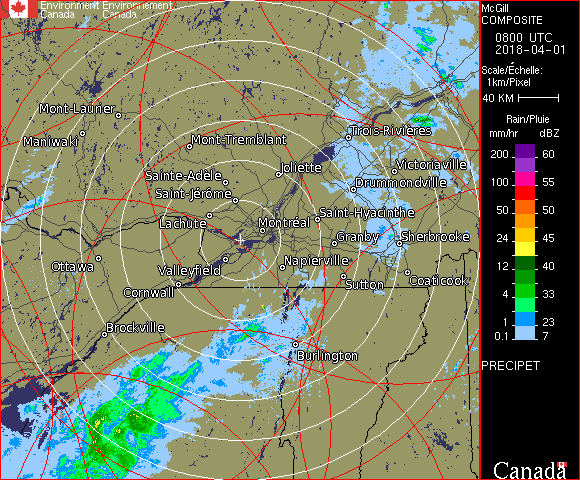 Environment Environnement
Canada Canada
McGill
COMPOSITE
0800 UTC
2018-04-01
Scale/Échelle:
1km/Pixel
40 KM
Rain/Pluie
mm/hr dBZ
200 60
100 55
50 50
24 45
12 40
4 33
1 23
0.1 7
PRECIPET
Canada
Mont-Laurier
Maniwaki
Mont-Tremblant
Trois-Rivières
Sainte-Adèle
Joliette
Victoriaville
Saint-Jérôme
Drummondville
Lachute
Montréal
Saint-Hyacinthe
Granby
Sherbrooke
Ottawa
Valleyfield
Napierville
Cornwall
Sutton
Coaticook
Brockville
Burlington